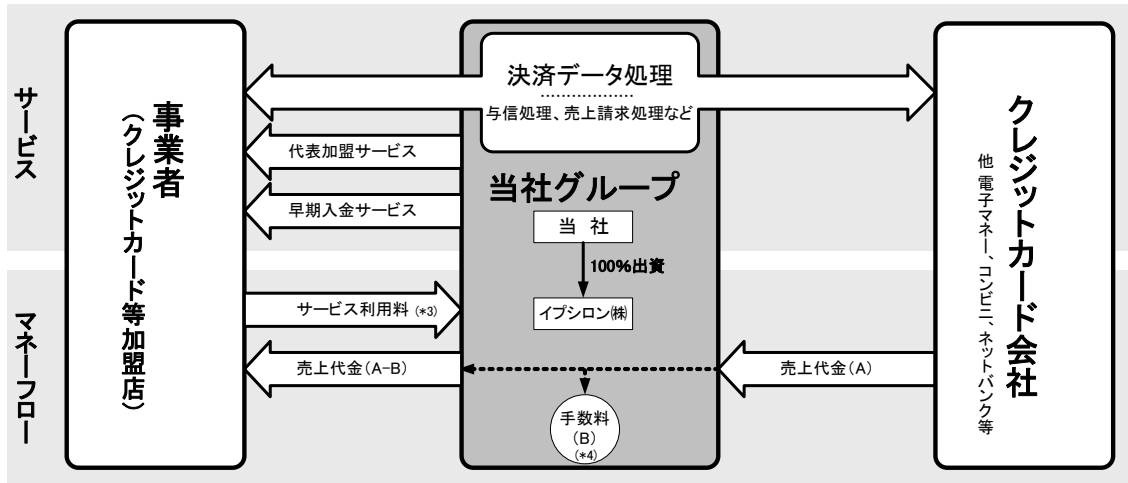 サービス
マネーフロー
事業者
(クレジットカード等加盟店)
決済データ処理
与信処理、売上請求処理など
代表加盟サービス
早期入金サービス
当社グループ
当 社
100%出資
イプシロン㈱
サービス利用料 (*3)
売上代金(A-B)
売上代金(A)
手数料
(B)
(*4)
クレジットカード会社
他 電子マネー、コンビニ、ネットバンク等